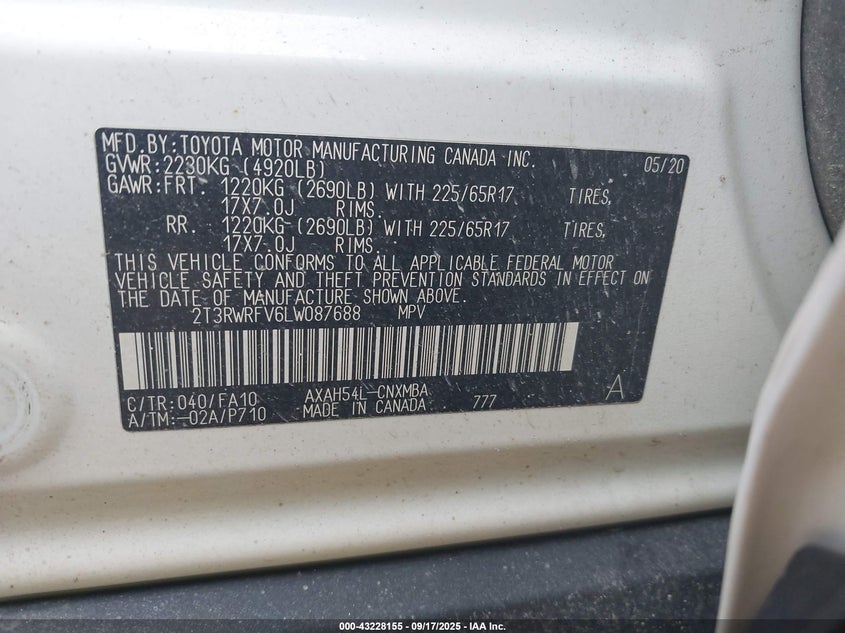 MFD.BY:TOYOTA MOTOR MANUFACTURING CANADA INC. 05/20
GVWR:2230KG (4920LB)
GAWR:FRT. 1220KG (2690LB) WITH 225/65R17 TIRES,
17X7.0J RIMS.
RR. 1220KG (2690LB) WITH 225/65R17 TIRES,
17X7.0J RIMS.
THIS VEHICLE CONFORMS TO ALL APPLICABLE FEDERAL MOTOR
VEHICLE SAFETY AND THEFT PREVENTION STANDARDS IN EFFECT ON
THE DATE OF MANUFACTURE SHOWN ABOVE.
2T3RWRFV6LW087688 MPV
C/TR:040/FA10 AXAH54L-CNXMBA A
A/TM:-02A/P710 MADE IN CANADA 777
000-43228155 - 09/17/2025 - IAA Inc.